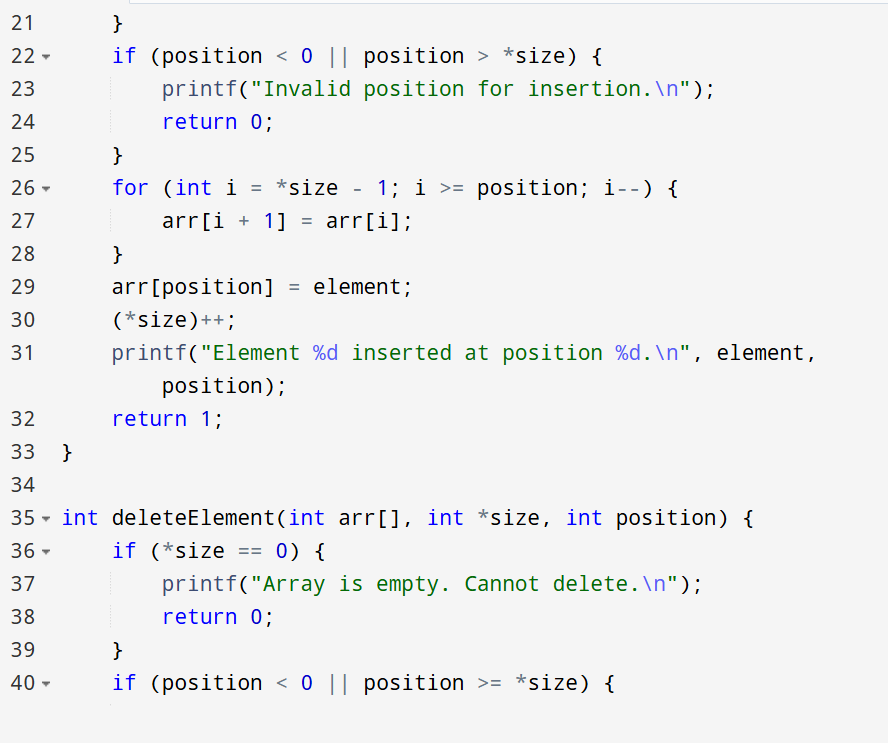 21 }
22 if (position < 0 || position > *size) {
23 printf("Invalid position for insertion.\n");
24 return 0;
25 }
26 for (int i = *size - 1; i >= position; i--) {
27 arr[i + 1] = arr[i];
28 }
29 arr[position] = element;
30 (*size)++;
31 printf("Element %d inserted at position %d.\n", element,
position);
32 return 1;
33 }
34
35 int deleteElement(int arr[], int *size, int position) {
36 if (*size == 0) {
37 printf("Array is empty. Cannot delete.\n");
38 return 0;
39 }
40 if (position < 0 || position >= *size) {